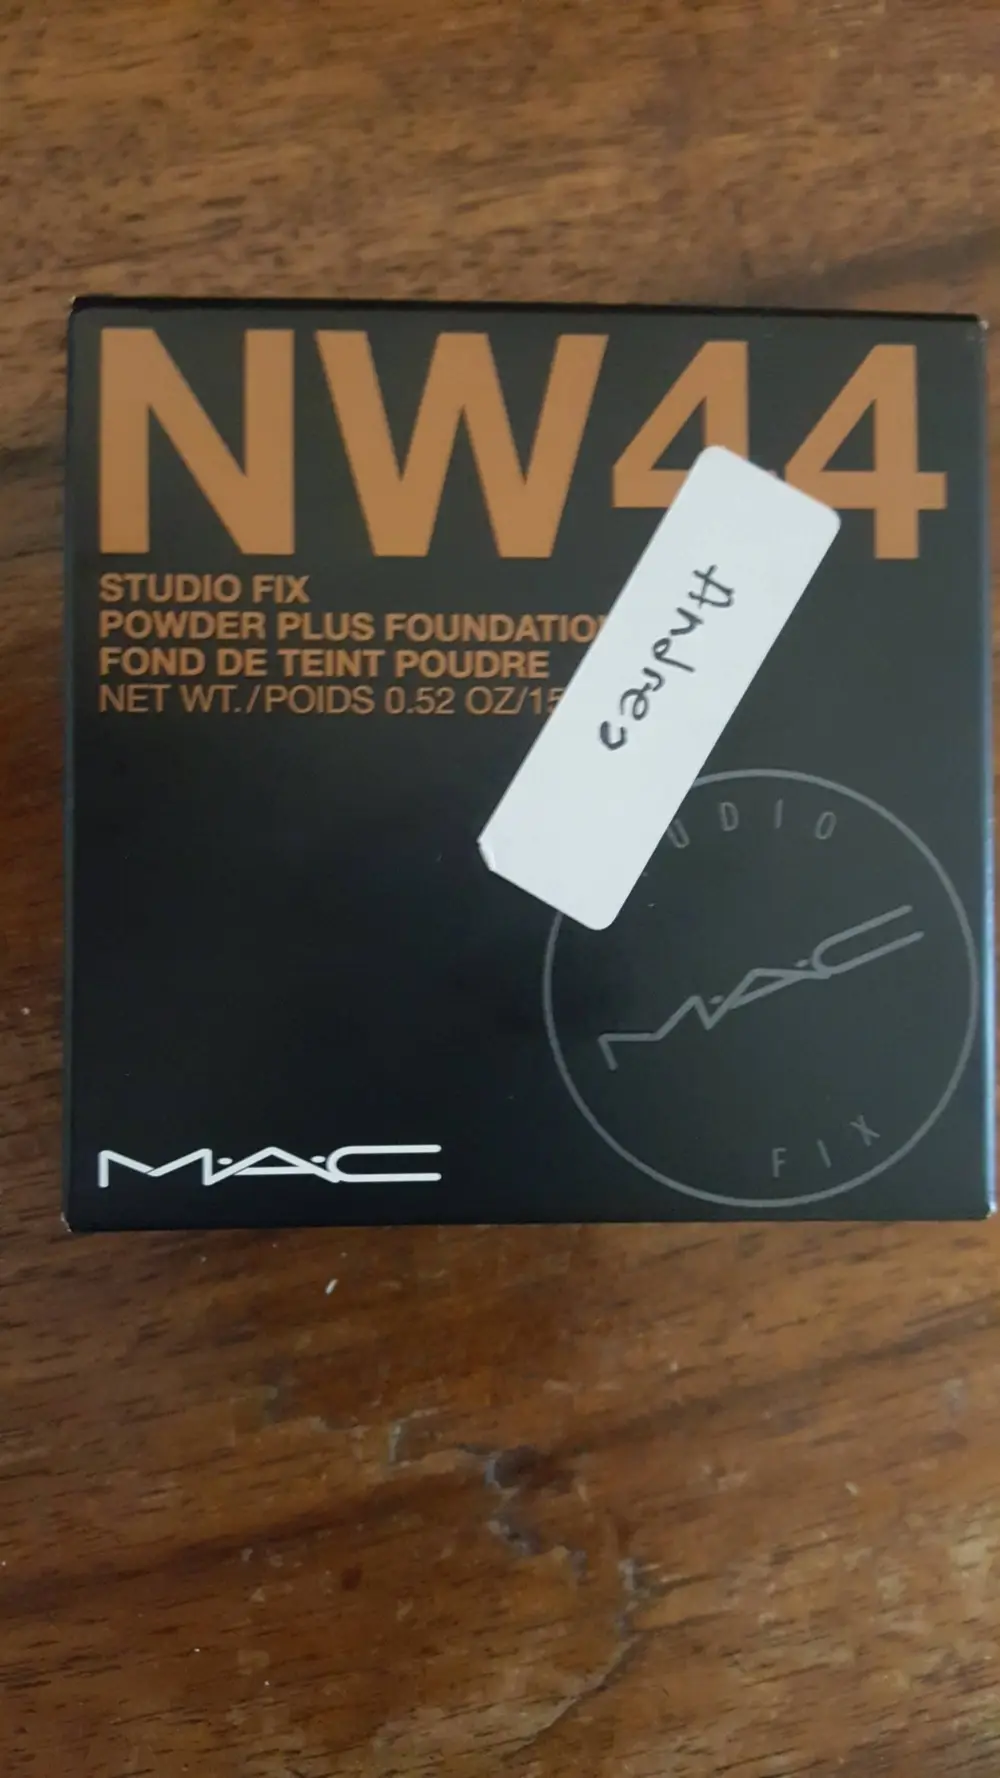 NW44
STUDIO FIX
POWDER PLUS FOUNDATIO
FOND DE TEINT POUDRE
NET WT./POIDS 0.52 OZ/15
Andrea
UDIO
M·A·C
FIX
M·A·C